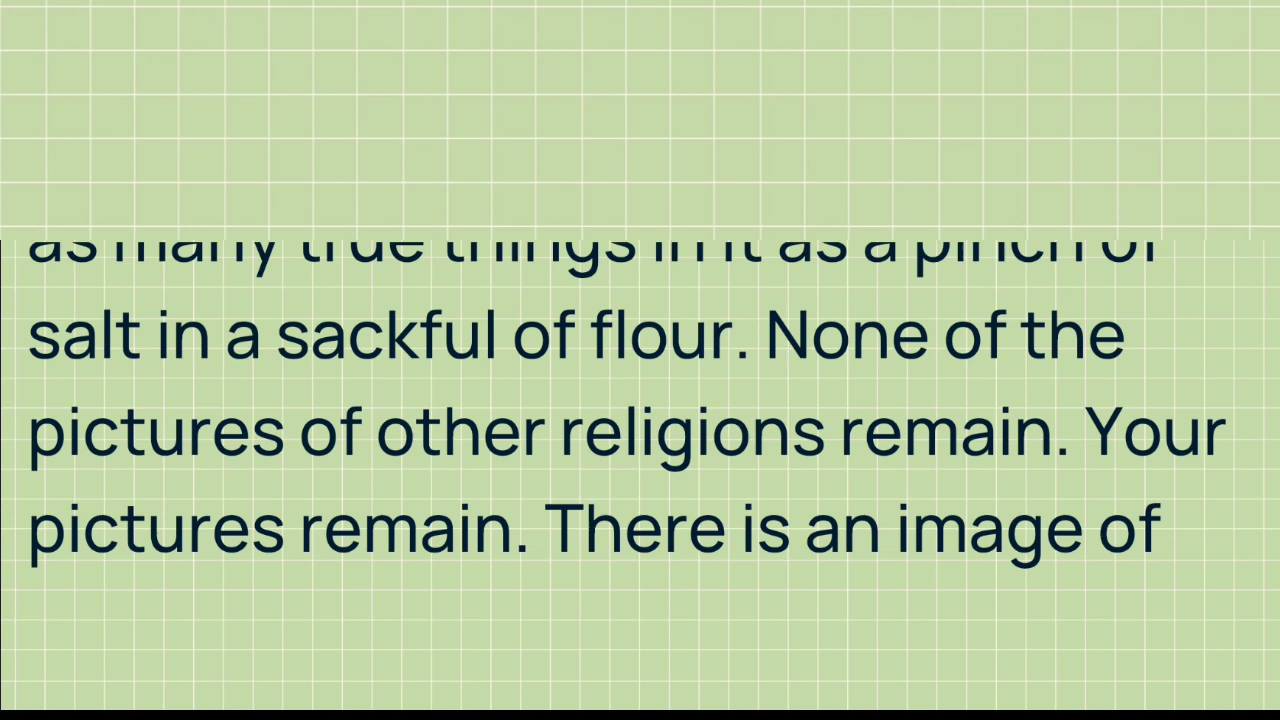 as many true things in it as a pinch of
salt in a sackful of flour. None of the
pictures of other religions remain. Your
pictures remain. There is an image of